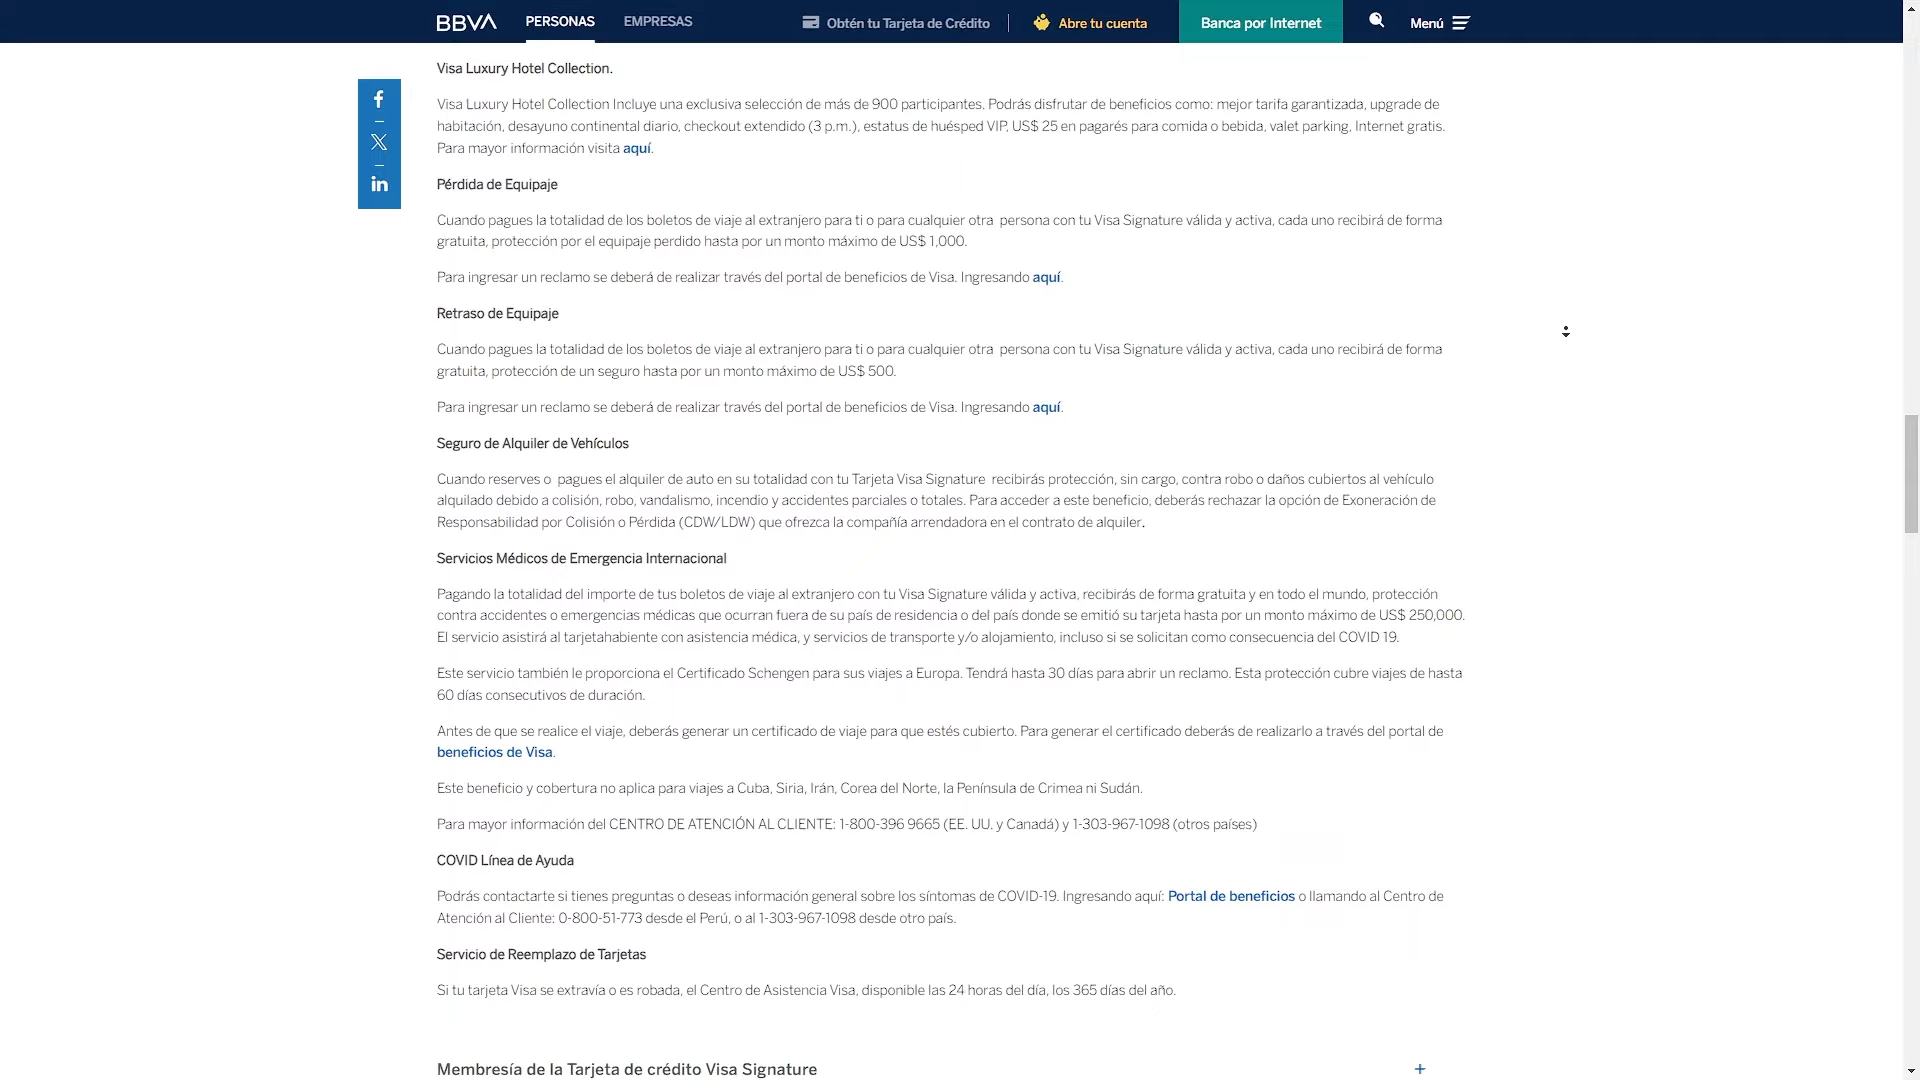 BBVA PERSONAS EMPRESAS Obtén tu Tarjeta de Crédito Abre tu cuenta Banca por Internet Menú
Visa Luxury Hotel Collection.
Visa Luxury Hotel Collection Incluye una exclusiva selección de más de 900 participantes. Podrás disfrutar de beneficios como: mejor tarifa garantizada, upgrade de
habitación, desayuno continental diario, checkout extendido (3 p.m.), estatus de huésped VIP, US$ 25 en pagarés para comida o bebida, valet parking, Internet gratis.
Para mayor información visita aquí.
Pérdida de Equipaje
Cuando pagues la totalidad de los boletos de viaje al extranjero para ti o para cualquier otra persona con tu Visa Signature válida y activa, cada uno recibirá de forma
gratuita, protección por el equipaje perdido hasta por un monto máximo de US$ 1,000.
Para ingresar un reclamo se deberá de realizar través del portal de beneficios de Visa. Ingresando aquí.
Retraso de Equipaje
Cuando pagues la totalidad de los boletos de viaje al extranjero para ti o para cualquier otra persona con tu Visa Signature válida y activa, cada uno recibirá de forma
gratuita, protección de un seguro hasta por un monto máximo de US$ 500.
Para ingresar un reclamo se deberá de realizar través del portal de beneficios de Visa. Ingresando aquí.
Seguro de Alquiler de Vehículos
Cuando reserves o pagues el alquiler de auto en su totalidad con tu Tarjeta Visa Signature recibirás protección, sin cargo, contra robo o daños cubiertos al vehículo
alquilado debido a colisión, robo, vandalismo, incendio y accidentes parciales o totales. Para acceder a este beneficio, deberás rechazar la opción de Exoneración de
Responsabilidad por Colisión o Pérdida (CDW/LDW) que ofrezca la compañía arrendadora en el contrato de alquiler.
Servicios Médicos de Emergencia Internacional
Pagando la totalidad del importe de tus boletos de viaje al extranjero con tu Visa Signature válida y activa, recibirás de forma gratuita y en todo el mundo, protección
contra accidentes o emergencias médicas que ocurran fuera de su país de residencia o del país donde se emitió su tarjeta hasta por un monto máximo de US$ 250,000.
El servicio asistirá al tarjetahabiente con asistencia médica, y servicios de transporte y/o alojamiento, incluso si se solicitan como consecuencia del COVID 19.
Este servicio también le proporciona el Certificado Schengen para sus viajes a Europa. Tendrá hasta 30 días para abrir un reclamo. Esta protección cubre viajes de hasta
60 días consecutivos de duración.
Antes de que se realice el viaje, deberás generar un certificado de viaje para que estés cubierto. Para generar el certificado deberás de realizarlo a través del portal de
beneficios de Visa.
Este beneficio y cobertura no aplica para viajes a Cuba, Siria, Irán, Corea del Norte, la Península de Crimea ni Sudán.
Para mayor información del CENTRO DE ATENCIÓN AL CLIENTE: 1-800-396 9665 (EE. UU. y Canadá) y 1-303-967-1098 (otros países)
COVID Línea de Ayuda
Podrás contactarte si tienes preguntas o deseas información general sobre los síntomas de COVID-19. Ingresando aquí: Portal de beneficios o llamando al Centro de
Atención al Cliente: 0-800-51-773 desde el Perú, o al 1-303-967-1098 desde otro país.
Servicio de Reemplazo de Tarjetas
Si tu tarjeta Visa se extravía o es robada, el Centro de Asistencia Visa, disponible las 24 horas del día, los 365 días del año.
Membresía de la Tarjeta de crédito Visa Signature +